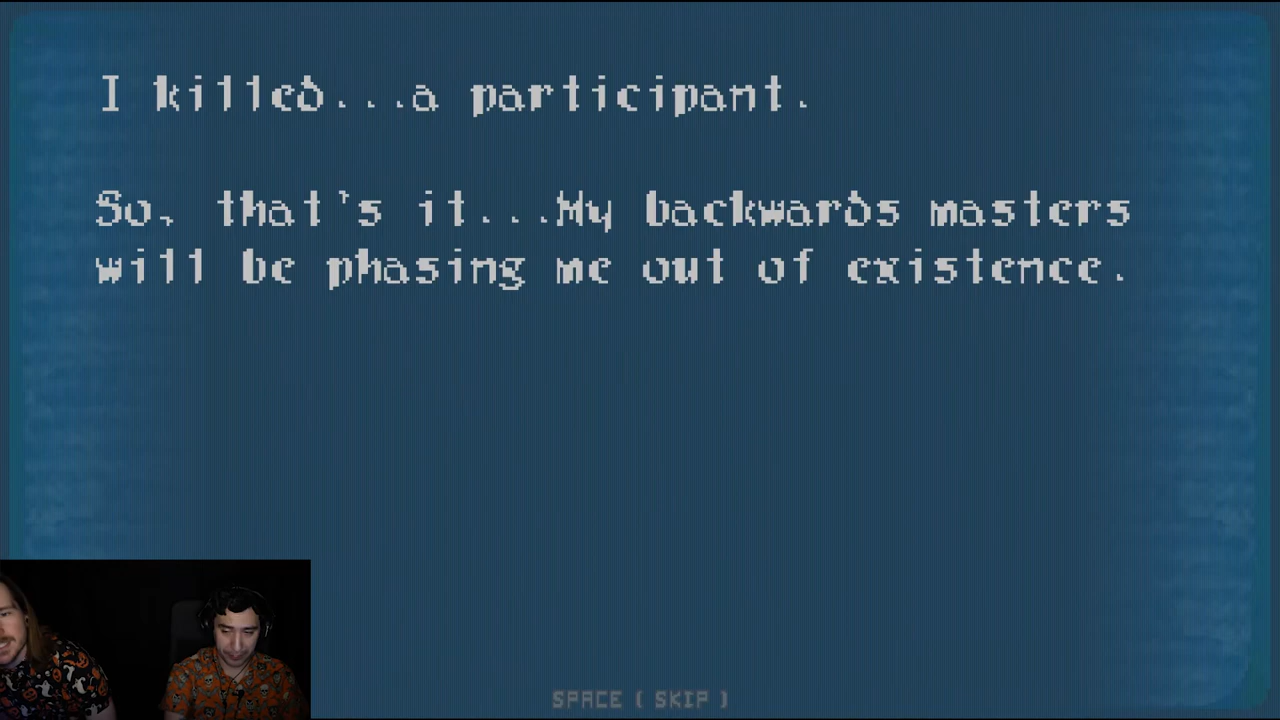 I killed...a participant.
So, that's it...My backwards masters
will be phasing me out of existence.
SPACE ( SKIP )